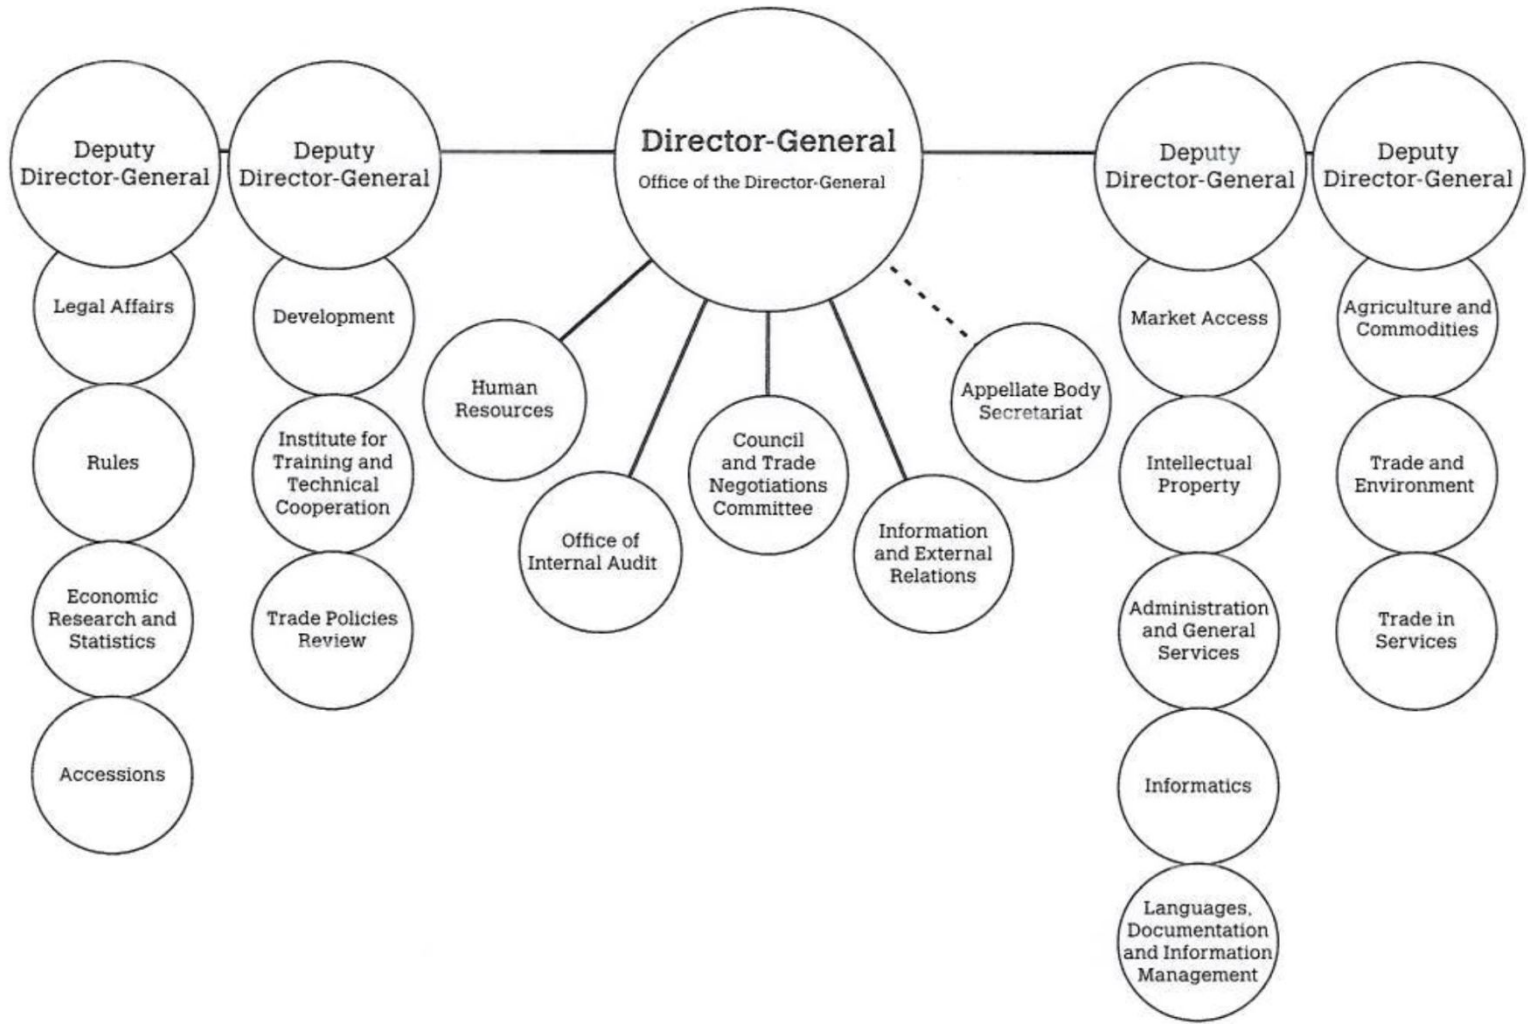 Director-General
Office of the Director-General
Deputy
Director-General
Legal Affairs
Rules
Economic
Research and
Statistics
Accessions
Deputy
Director-General
Development
Institute for
Training and
Technical
Cooperation
Trade Policies
Review
Human
Resources
Office of
Internal Audit
Council
and Trade
Negotiations
Committee
Information
and External
Relations
Appellate Body
Secretariat
Deputy
Director-General
Market Access
Intellectual
Property
Administration
and General
Services
Informatics
Languages,
Documentation
and Information
Management
Deputy
Director-General
Agriculture and
Commodities
Trade and
Environment
Trade in
Services